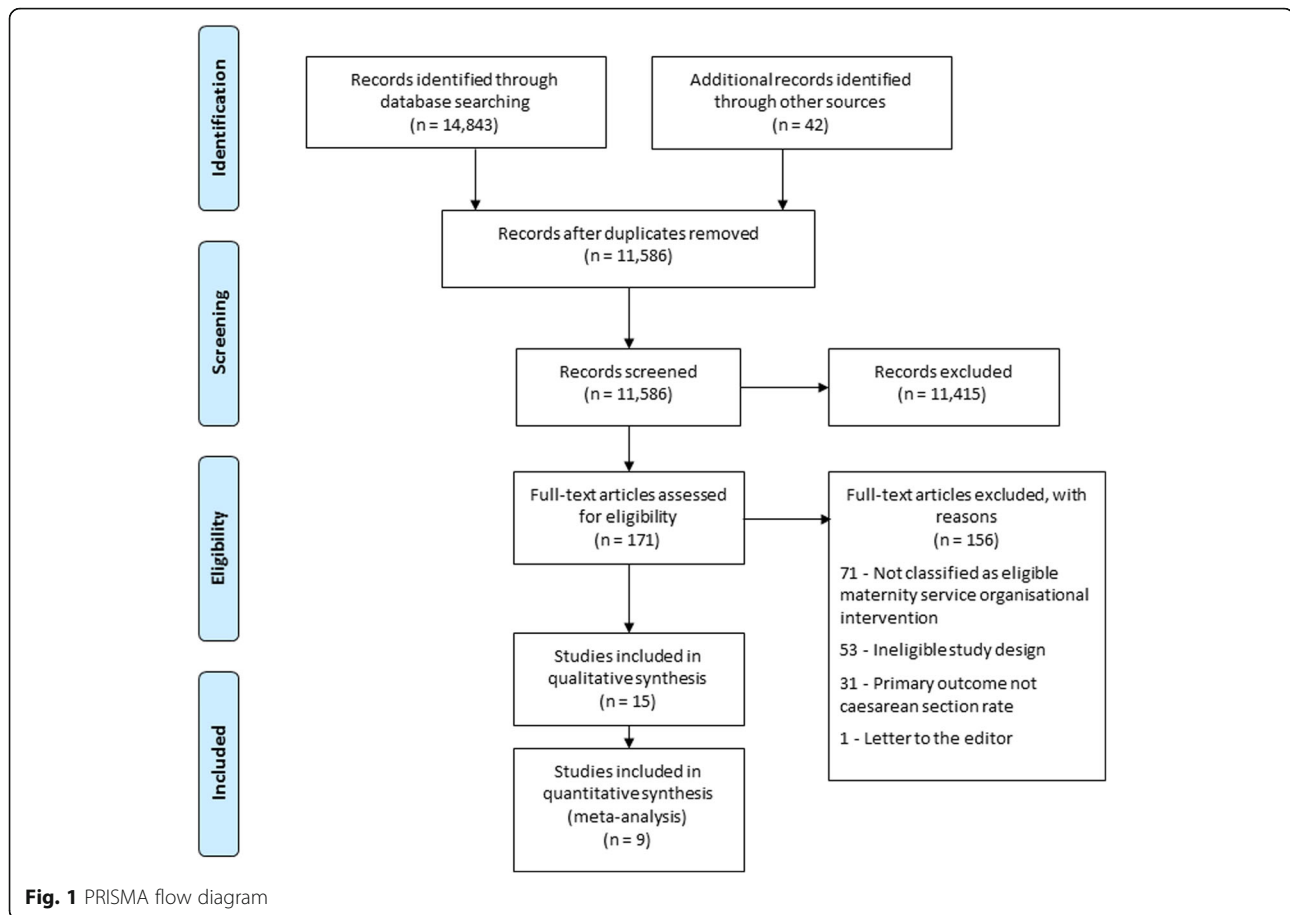 Identification
Records identified through
database searching
(n = 14,843)
Additional records identified
through other sources
(n = 42)
Records after duplicates removed
(n = 11,586)
Screening
Records screened
(n = 11,586)
Records excluded
(n = 11,415)
Eligibility
Full-text articles assessed
for eligibility
(n = 171)
Full-text articles excluded, with
reasons
(n = 156)
71 - Not classified as eligible
maternity service organisational
intervention
53 - Ineligible study design
31 - Primary outcome not
caesarean section rate
1 - Letter to the editor
Studies included in
qualitative synthesis
(n = 15)
Included
Studies included in
quantitative synthesis
(meta-analysis)
(n = 9)
Fig. 1 PRISMA flow diagram